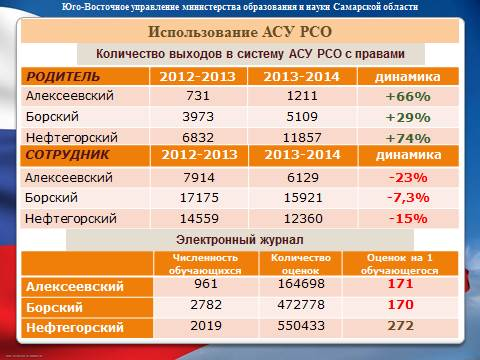 Юго-Восточное управление министерства образования и науки Самарской области
Использование АСУ РСО
Количество выходов в систему АСУ РСО с правами
РОДИТЕЛЬ 2012-2013 2013-2014 динамика
Алексеевский 731 1211 +66%
Борский 3973 5109 +29%
Нефтегорский 6832 11857 +74%
СОТРУДНИК 2012-2013 2013-2014 динамика
Алексеевский 7914 6129 -23%
Борский 17175 15921 -7,3%
Нефтегорский 14559 12360 -15%
Электронный журнал
Численность обучающихся Количество оценок Оценок на 1 обучающегося
Алексеевский 961 164698 171
Борский 2782 472778 170
Нефтегорский 2019 550433 272